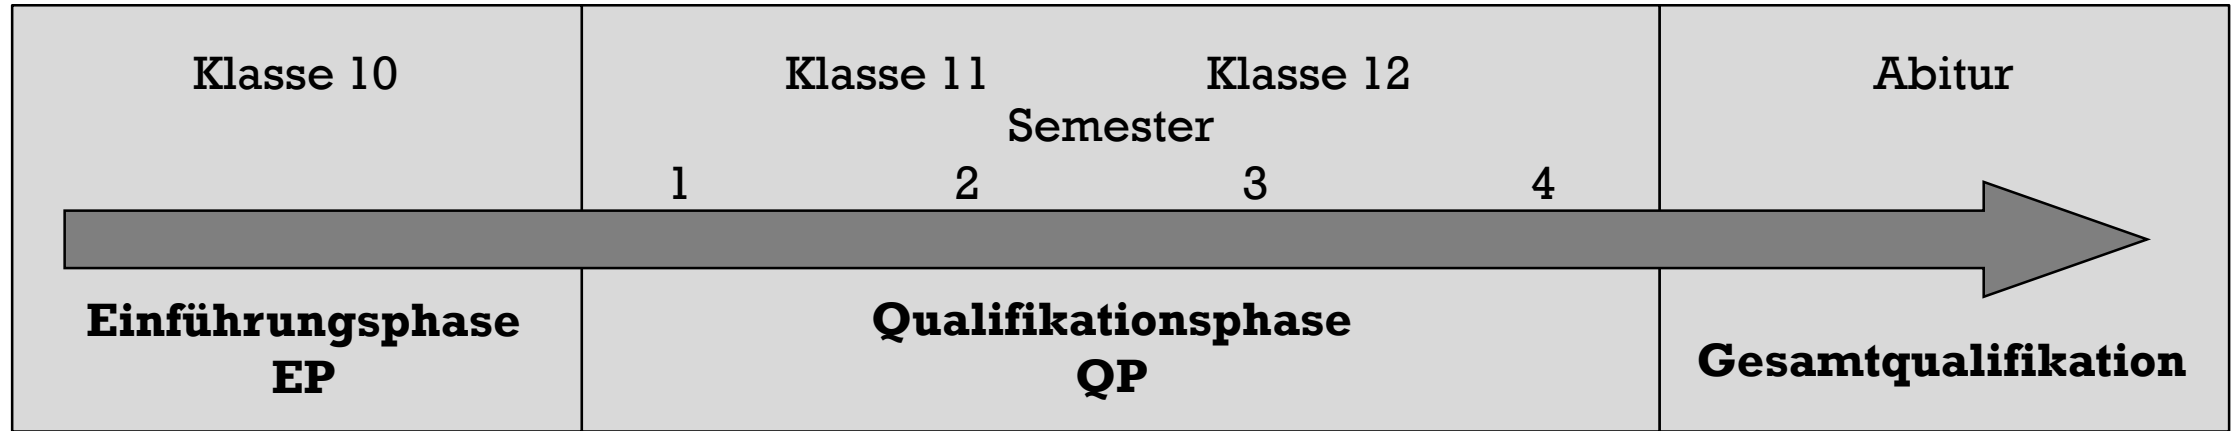 Klasse 10
Einführungsphase
EP
Klasse 11 Klasse 12
Semester
1 2 3 4
Qualifikationsphase
QP
Abitur
Gesamtqualifikation